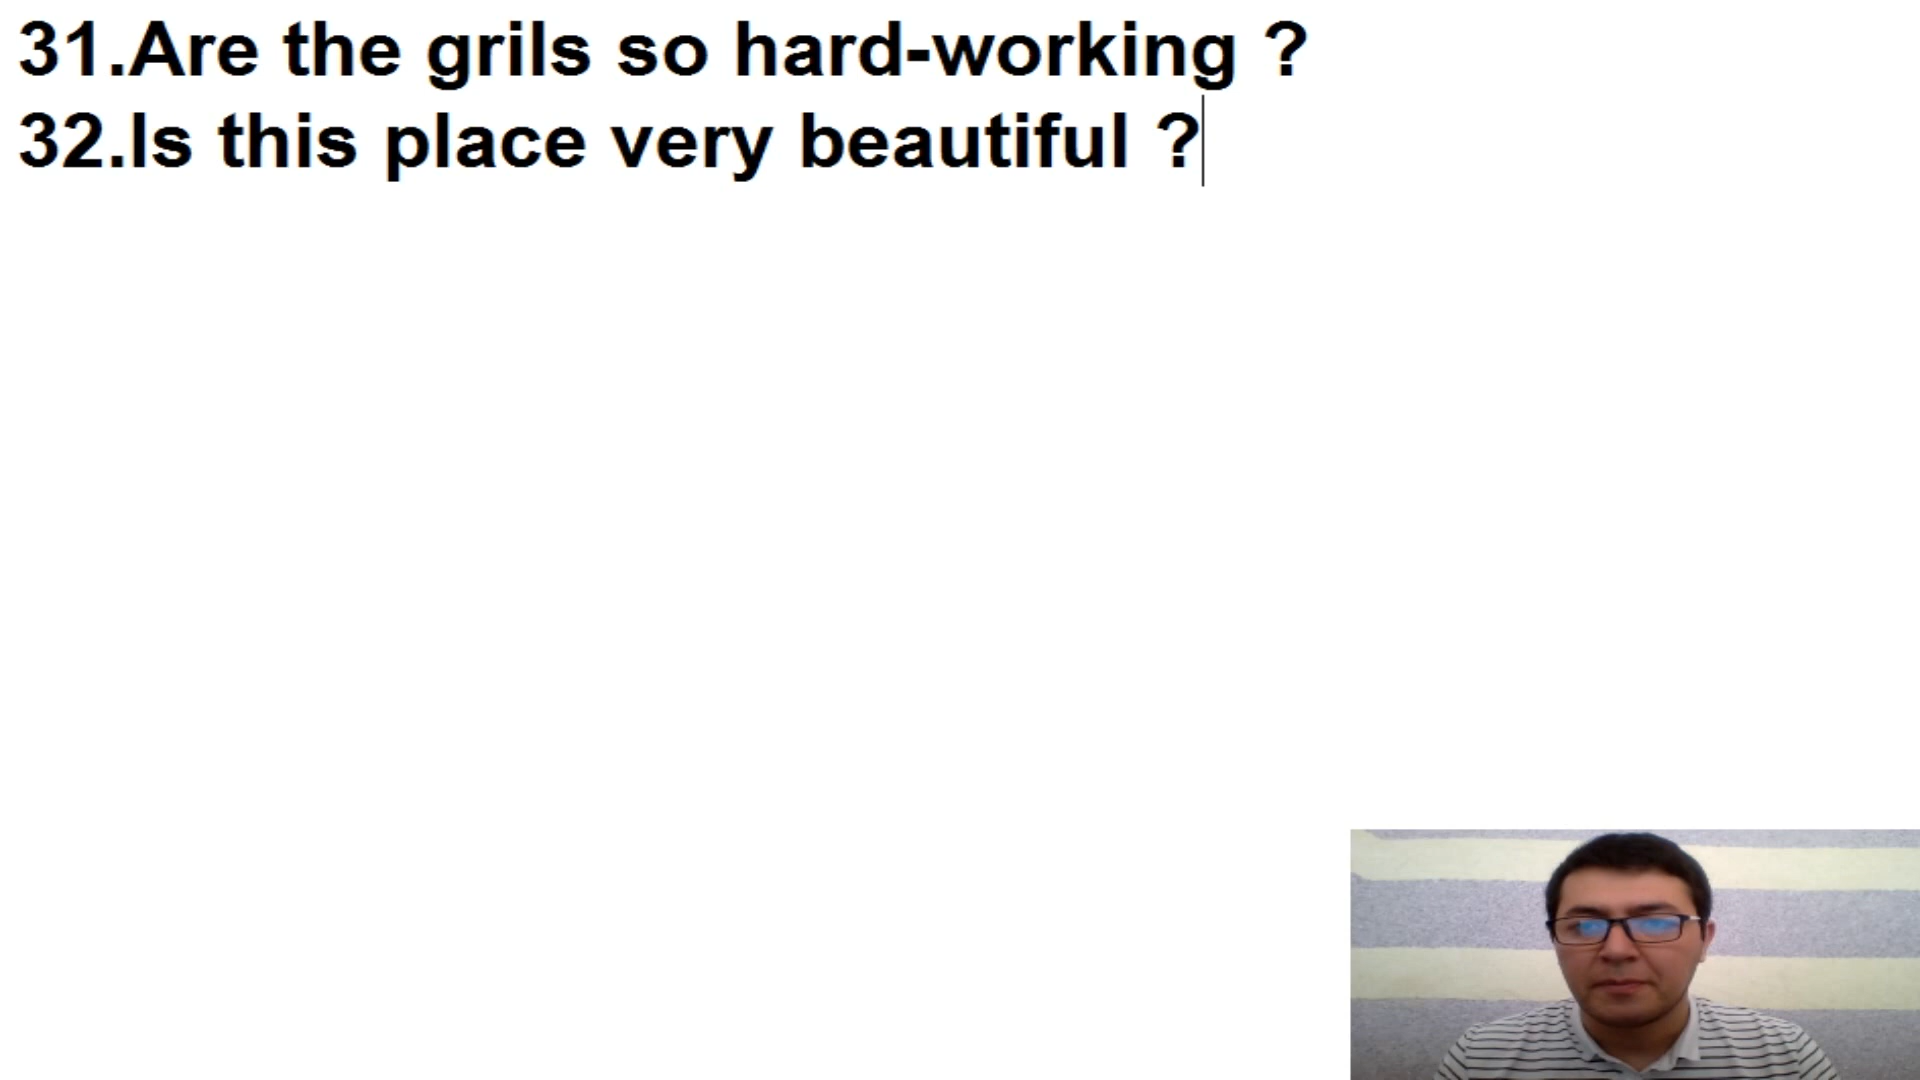 31.Are the grils so hard-working ?
32.Is this place very beautiful ?